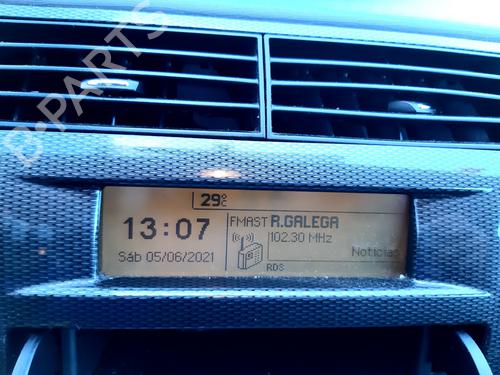 B-PARTS
29°C
13:07
Sáb 05/06/2021
FMAST R.GALEGA
102.30 MHz
Noticias
RDS